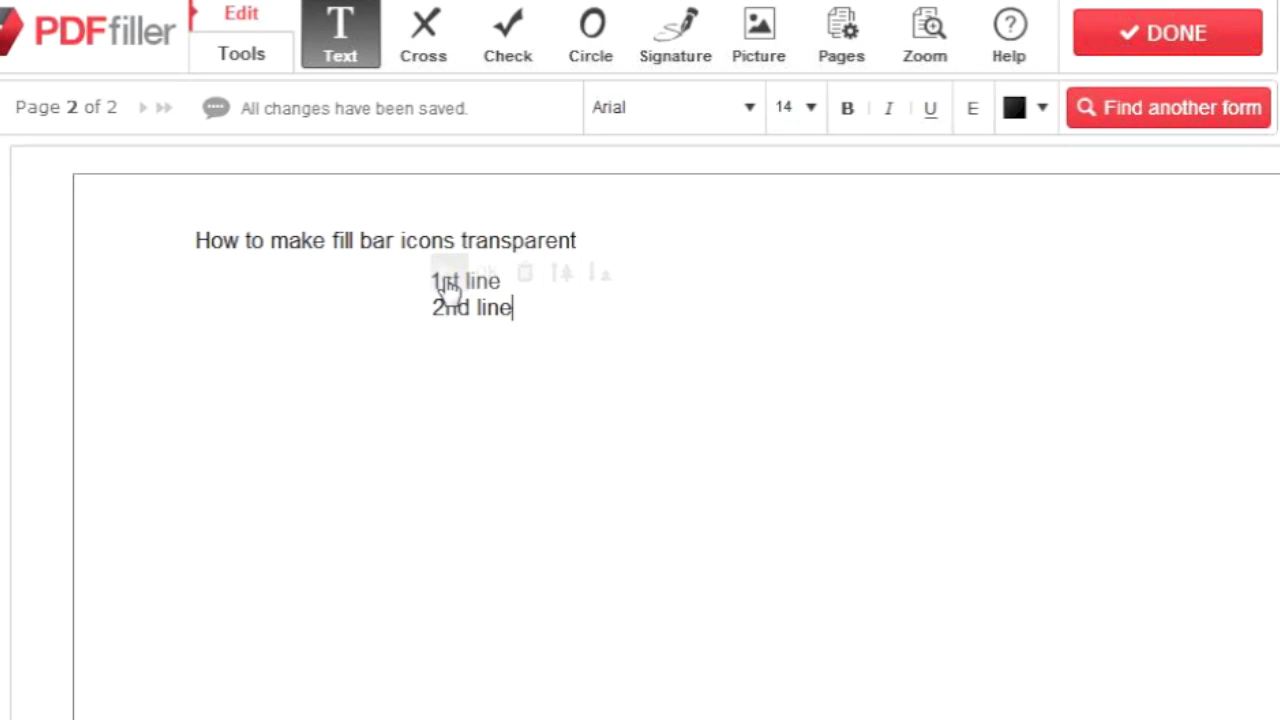 PDFfiller
Edit
Tools
Text
Cross
Check
Circle
Signature
Picture
Pages
Zoom
Help
DONE
Page 2 of 2
All changes have been saved.
Arial
14
B
I
U
E
Find another form
How to make fill bar icons transparent
1st line
2nd line